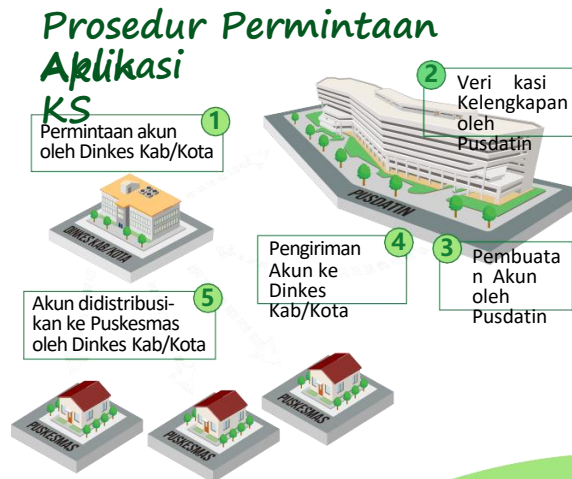 Prosedur Permintaan
Akun
Aplikasi
KS
1
Permintaan akun
oleh Dinkes Kab/Kota
2
Veri kasi
Kelengkapan
oleh
Pusdatin
PUSDATIN
DINKES KAB/KOTA
Pengiriman
Akun ke
Dinkes
Kab/Kota
4
3
Pembuata
n Akun
oleh
Pusdatin
5
Akun didistribusi-
kan ke Puskesmas
oleh Dinkes Kab/Kota
PUSKESMAS
PUSKESMAS
PUSKESMAS